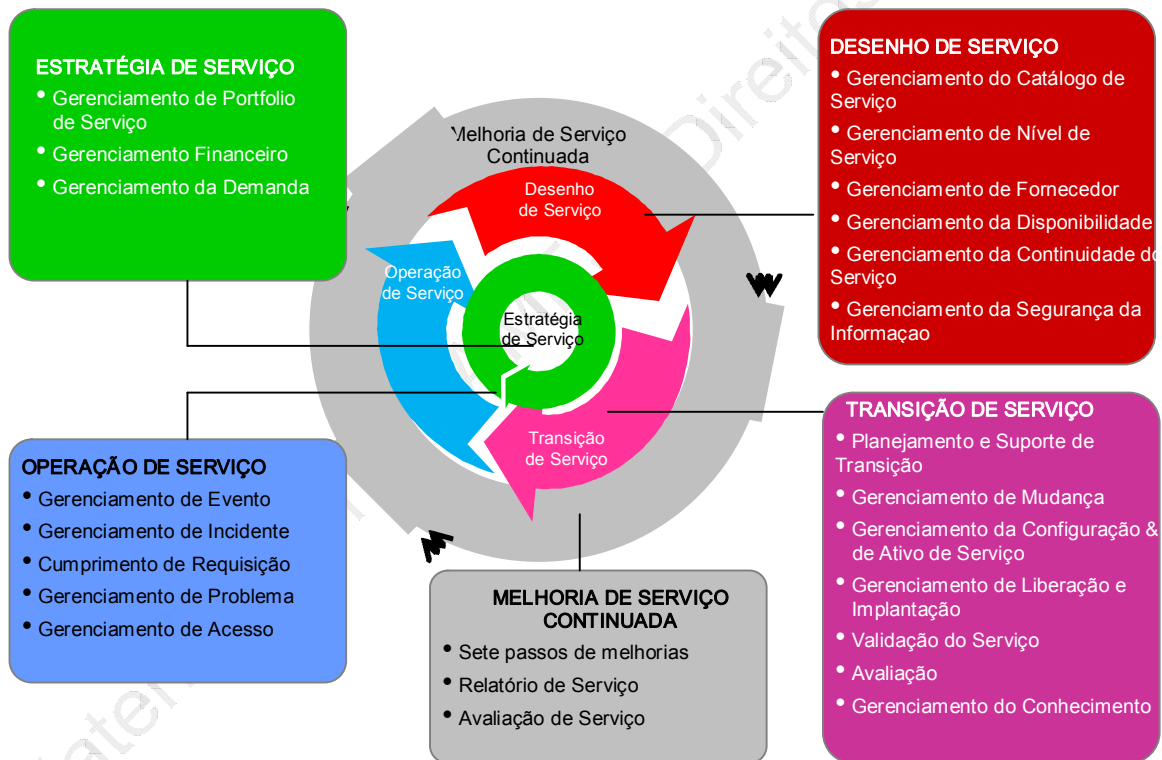 ESTRATÉGIA DE SERVIÇO
• Gerenciamento de Portfolio
de Serviço
• Gerenciamento Financeiro
• Gerenciamento da Demanda
DESENHO DE SERVIÇO
• Gerenciamento do Catálogo de
Serviço
• Gerenciamento de Nível de
Serviço
• Gerenciamento de Fornecedor
• Gerenciamento da Disponibilidade
• Gerenciamento da Continuidade do
Serviço
• Gerenciamento da Segurança da
Informaçao
Melhoria de Serviço
Continuada
Desenho
de Serviço
Operação
de Serviço
Estratégia
de Serviço
Transição
de Serviço
OPERAÇÃO DE SERVIÇO
• Gerenciamento de Evento
• Gerenciamento de Incidente
• Cumprimento de Requisição
• Gerenciamento de Problema
• Gerenciamento de Acesso
MELHORIA DE SERVIÇO
CONTINUADA
• Sete passos de melhorias
• Relatório de Serviço
• Avaliação de Serviço
TRANSIÇÃO DE SERVIÇO
• Planejamento e Suporte de
Transição
• Gerenciamento de Mudança
• Gerenciamento da Configuração &
de Ativo de Serviço
• Gerenciamento de Liberação e
Implantação
• Validação do Serviço
• Avaliação
• Gerenciamento do Conhecimento